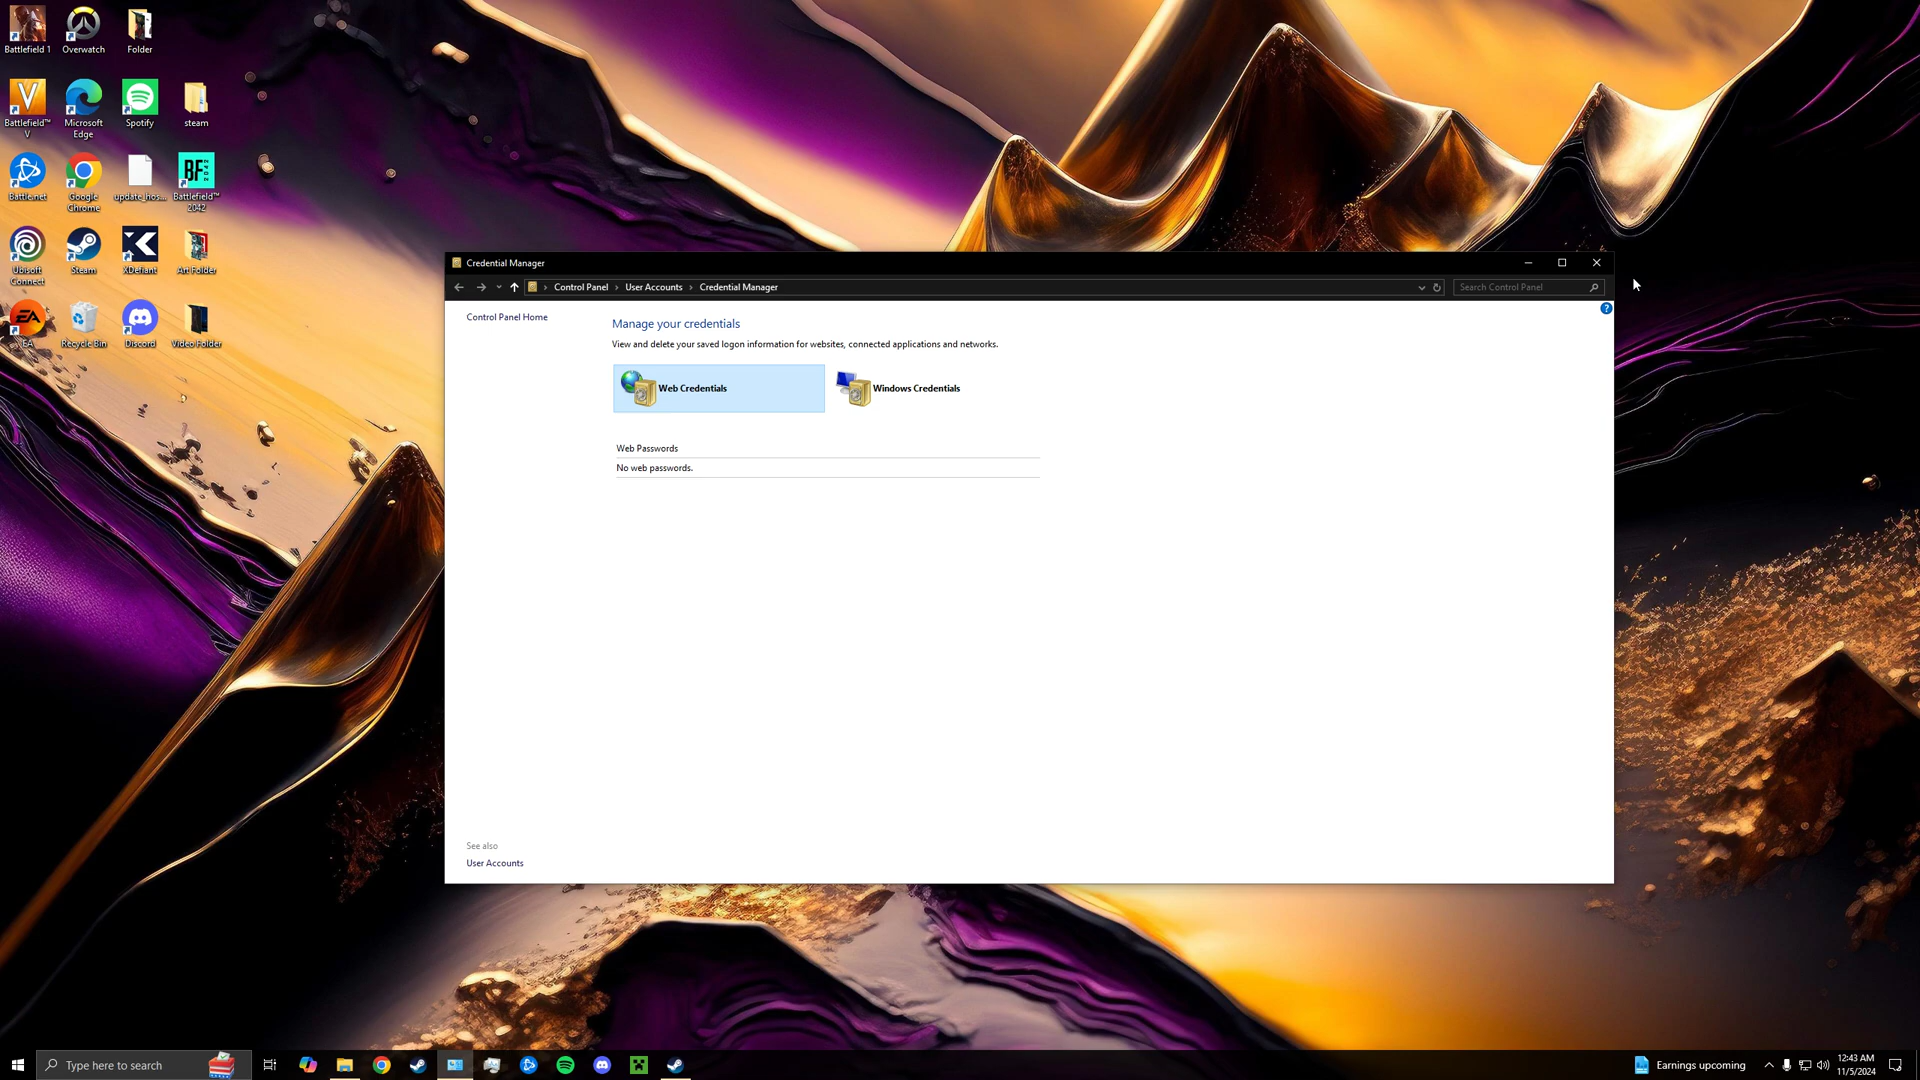 Battlefield 1
Overwatch
Folder
Battlefield™ V
Microsoft Edge
Spotify
steam
Battle.net
Google Chrome
update_hos...
BF 2042
Battlefield™ 2042
Ubisoft Connect
Steam
XDefiant
Art Folder
EA
EA
Recycle Bin
Discord
Video Folder
Credential Manager
Control Panel › User Accounts › Credential Manager
Search Control Panel
Control Panel Home
Manage your credentials
View and delete your saved logon information for websites, connected applications and networks.
Web Credentials
Windows Credentials
Web Passwords
No web passwords.
See also
User Accounts
Type here to search
Earnings upcoming
12:43 AM
11/5/2024